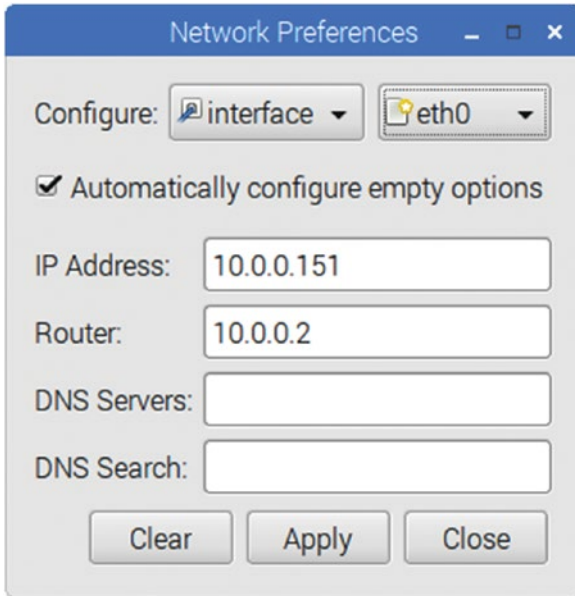 Network Preferences
Configure: interface eth0
Automatically configure empty options
IP Address: 10.0.0.151
Router: 10.0.0.2
DNS Servers:
DNS Search:
Clear Apply Close